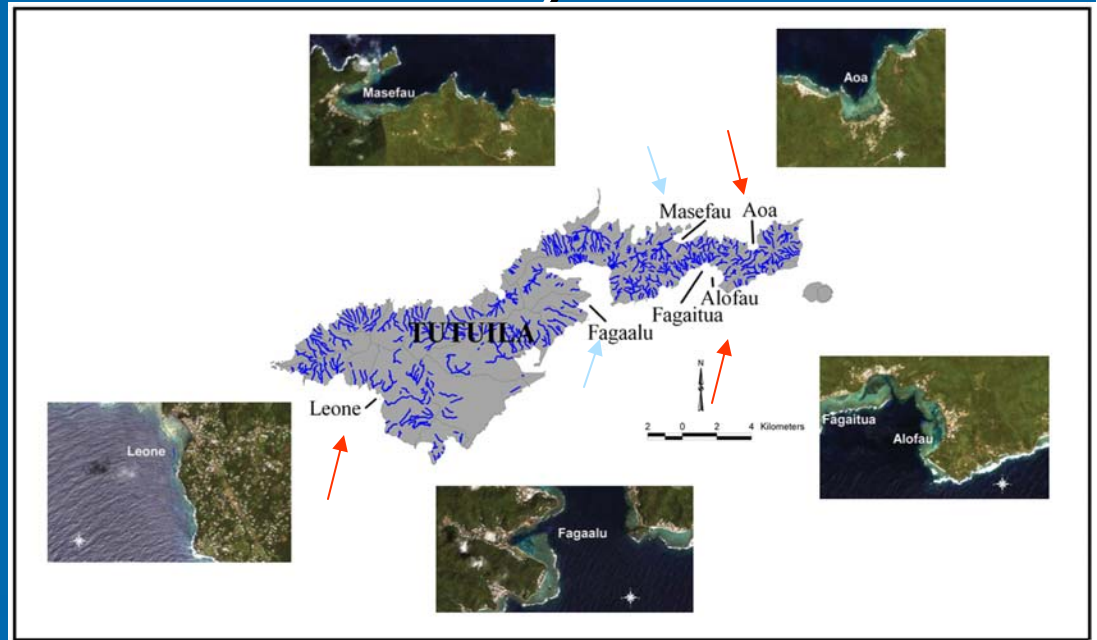 Masefau
Aoa
Masefau
Aoa
Alofau
Fagaitua
Fagaalu
TUTUILA
Leone
N
2 0 2 4 Kilometers
Fagaitua
Alofau
Leone
Fagaalu